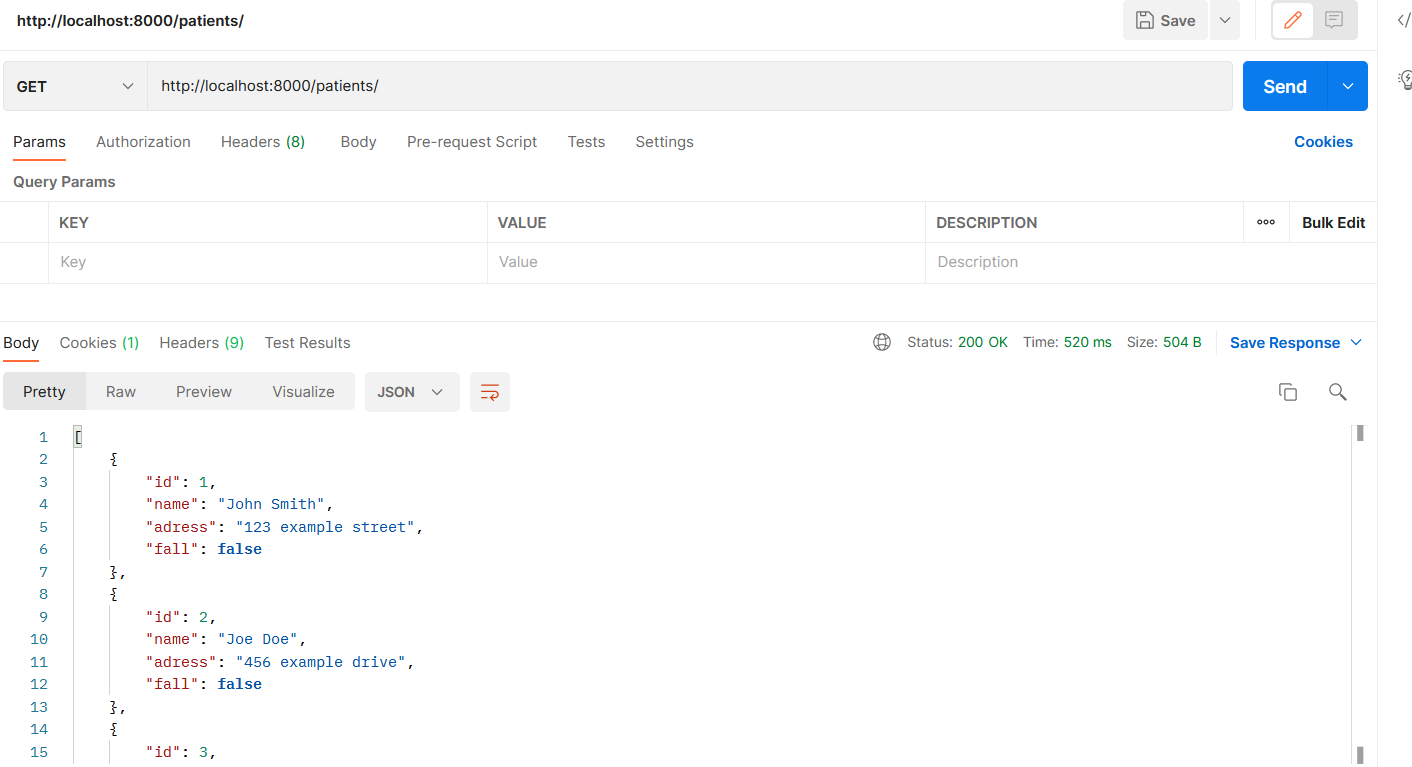 http://localhost:8000/patients/
Save
GET
http://localhost:8000/patients/
Send
Params Authorization Headers (8) Body Pre-request Script Tests Settings Cookies
Query Params
KEY VALUE DESCRIPTION ooo Bulk Edit
Key Value Description
Body Cookies (1) Headers (9) Test Results Status: 200 OK Time: 520 ms Size: 504 B Save Response
Pretty Raw Preview Visualize JSON
1 [
2 {
3 "id": 1,
4 "name": "John Smith",
5 "adress": "123 example street",
6 "fall": false
7 },
8 {
9 "id": 2,
10 "name": "Joe Doe",
11 "adress": "456 example drive",
12 "fall": false
13 },
14 {
15 "id": 3,